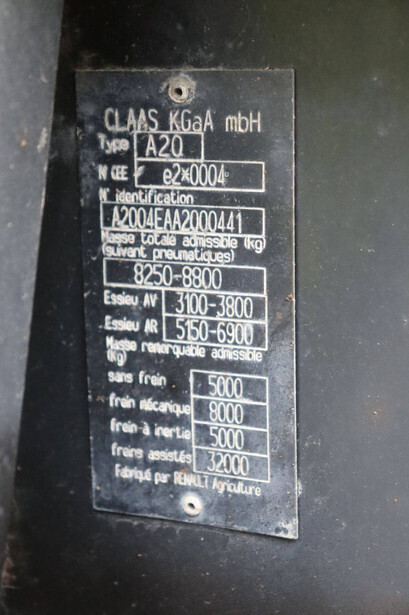 CLAAS KGaA mbH
Type A20
N° CEE e2*0004*
N° identification
A2004EAA2000441
Masse totale admissible (kg)
(suivant pneumatiques)
8250-8800
Essieu AV 3100-3800
Essieu AR 5150-6900
Masse remorquable admissible
(Kg)
sans frein 5000
frein mécanique 8000
frein à inertie 5000
freins assistés 32000
Fabriqué par RENAULT Agriculture